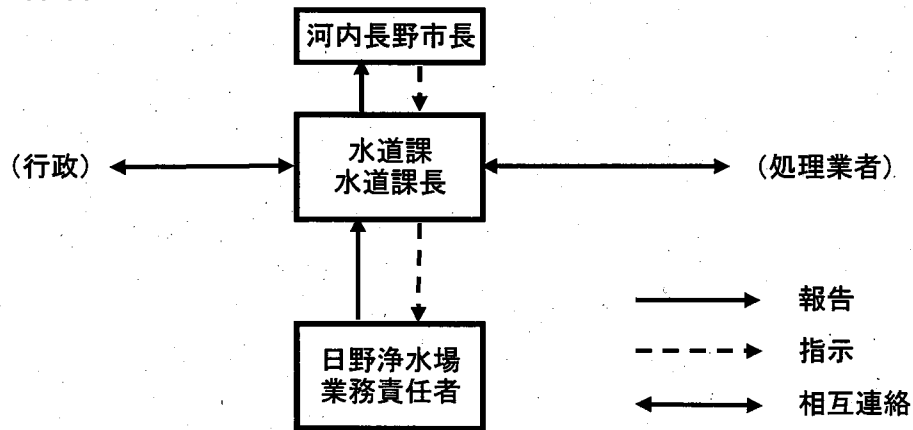 河内長野市長
(行政)
水道課
水道課長
(処理業者)
日野浄水場
業務責任者
報告
指示
相互連絡